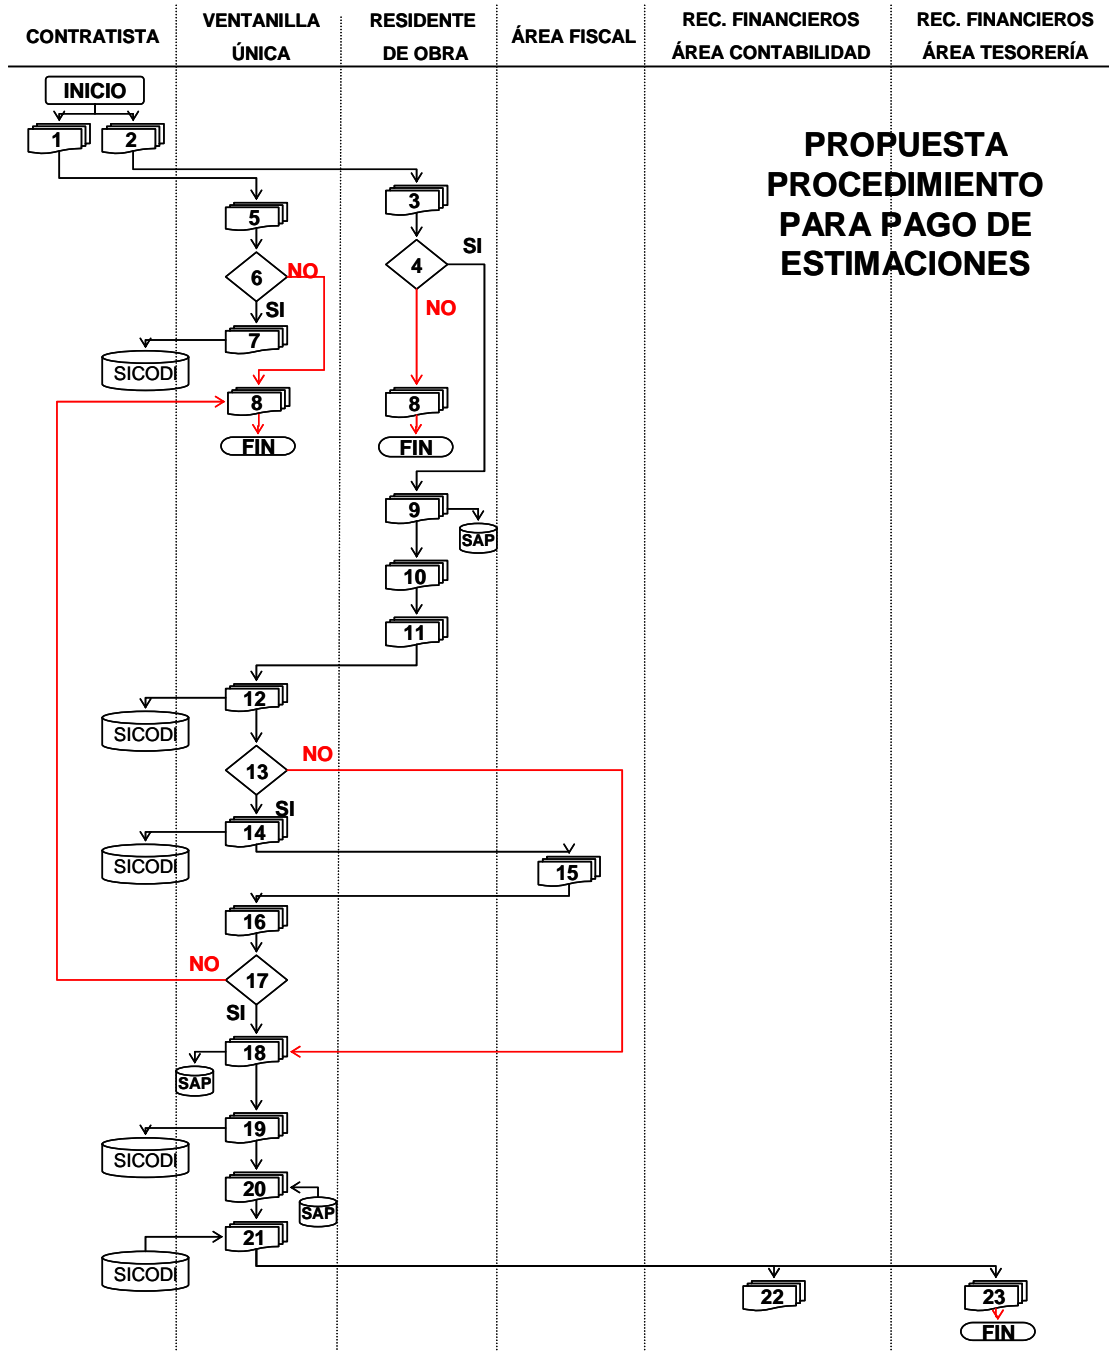 CONTRATISTA
VENTANILLA
ÚNICA
RESIDENTE
DE OBRA
ÁREA FISCAL
REC. FINANCIEROS
ÁREA CONTABILIDAD
REC. FINANCIEROS
ÁREA TESORERÍA
INICIO
1
2
PROPUESTA
PROCEDIMIENTO
PARA PAGO DE
ESTIMACIONES
3
5
SI
4
6
NO
SI
NO
7
SICODI
8
8
FIN
FIN
9
SAP
10
11
12
SICODI
NO
13
SI
14
SICODI
15
16
NO
17
SI
18
SAP
19
SICODI
20
SAP
21
SICODI
22
23
FIN